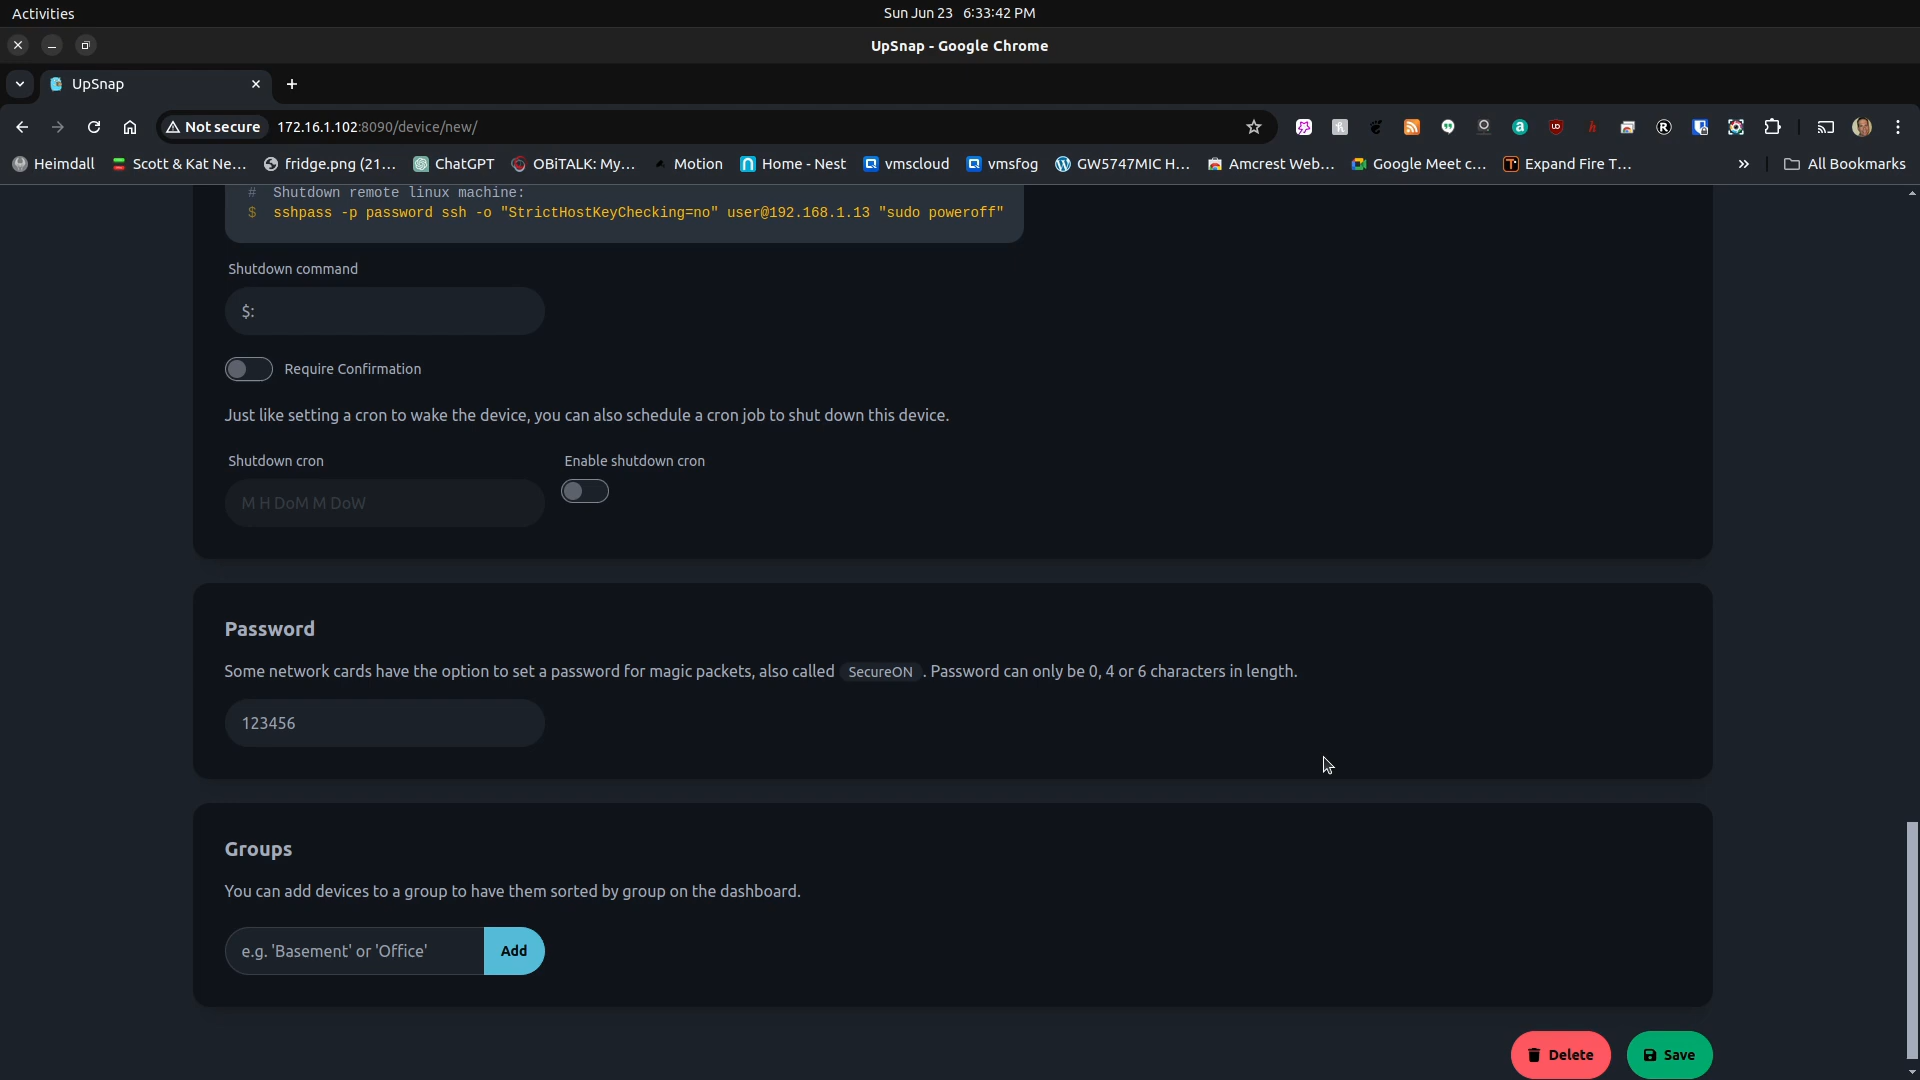 Activities
Sun Jun 23 6:33:42 PM
UpSnap - Google Chrome
UpSnap
Not secure
172.16.1.102:8090/device/new/
Heimdall
Scott & Kat Ne...
fridge.png (21...
ChatGPT
OBiTALK: My...
Motion
Home - Nest
vmscloud
vmsfog
GW5747MIC H...
Amcrest Web...
Google Meet c...
Expand Fire T...
»
All Bookmarks
# Shutdown remote linux machine:
$ sshpass -p password ssh -o "StrictHostKeyChecking=no" user@192.168.1.13 "sudo poweroff"
Shutdown command
$:
Require Confirmation
Just like setting a cron to wake the device, you can also schedule a cron job to shut down this device.
Shutdown cron
Enable shutdown cron
M H DoM M DoW
Password
Some network cards have the option to set a password for magic packets, also called SecureON . Password can only be 0, 4 or 6 characters in length.
123456
Groups
You can add devices to a group to have them sorted by group on the dashboard.
e.g. 'Basement' or 'Office'
Add
Delete
Save